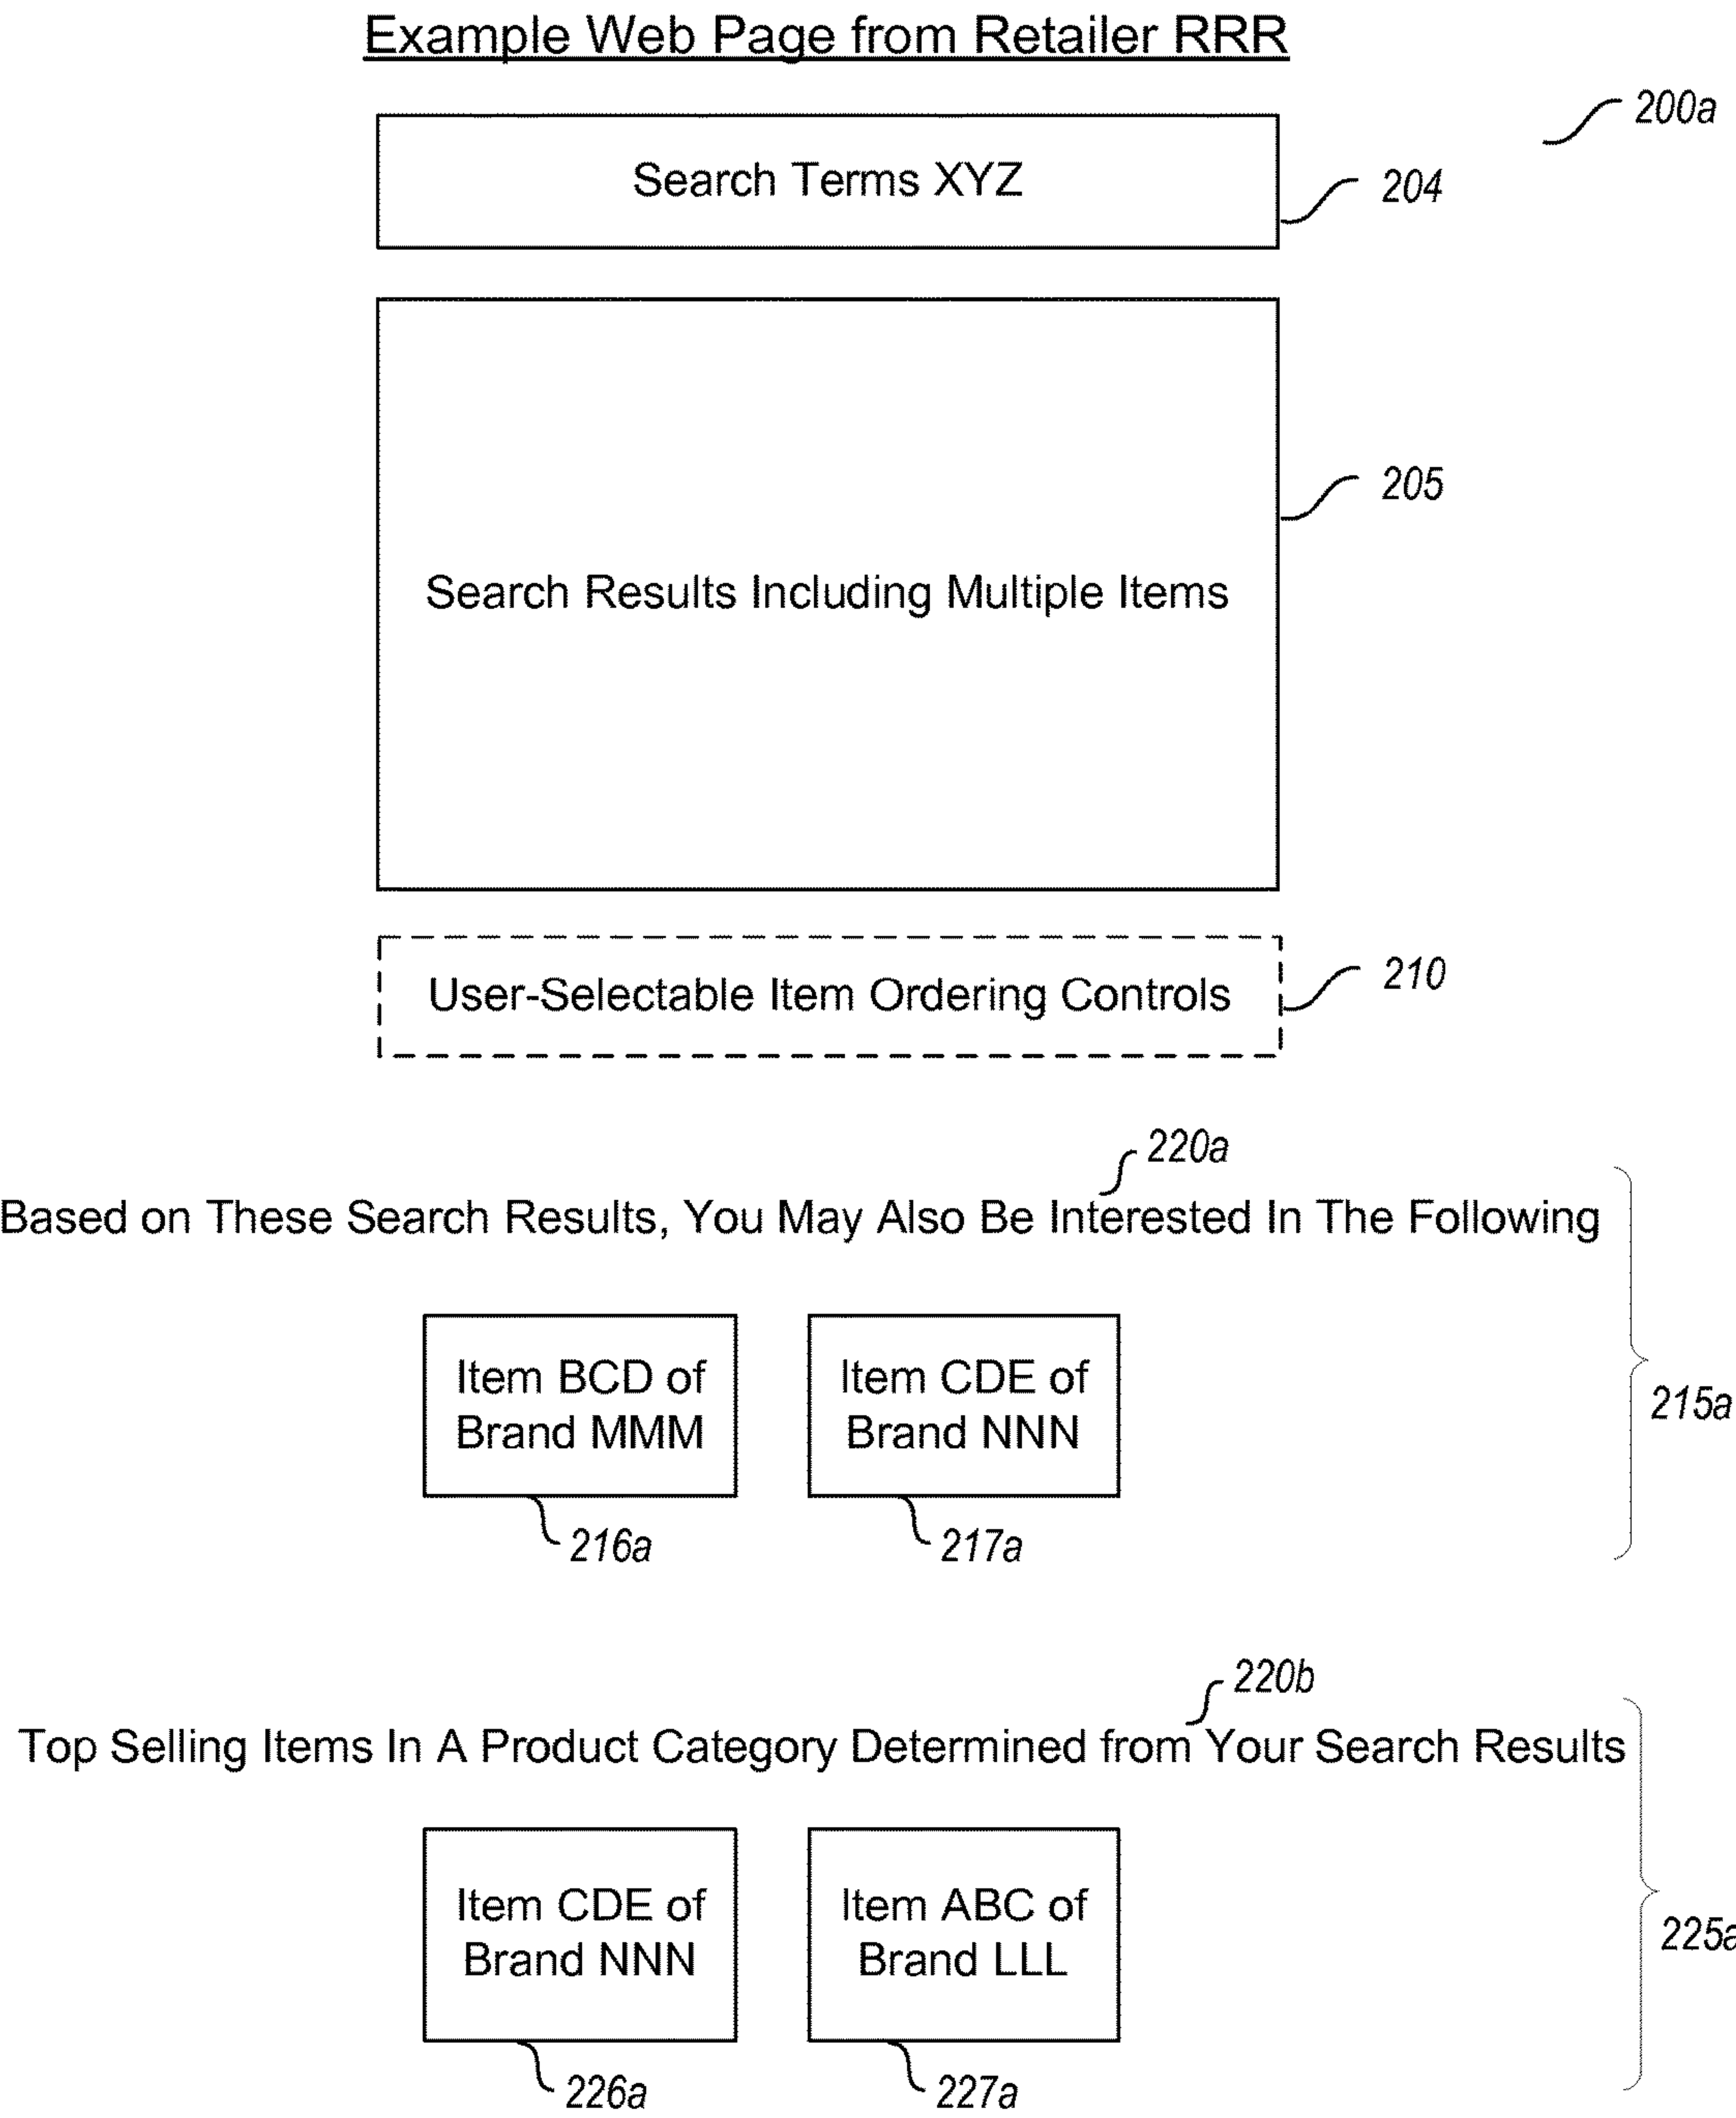 Example Web Page from Retailer RRR
200a
Search Terms XYZ
204
205
Search Results Including Multiple Items
User-Selectable Item Ordering Controls
210
220a
Based on These Search Results, You May Also Be Interested In The Following
Item BCD of
Brand MMM
216a
Item CDE of
Brand NNN
217a
215a
220b
Top Selling Items In A Product Category Determined from Your Search Results
Item CDE of
Brand NNN
226a
Item ABC of
Brand LLL
227a
225a